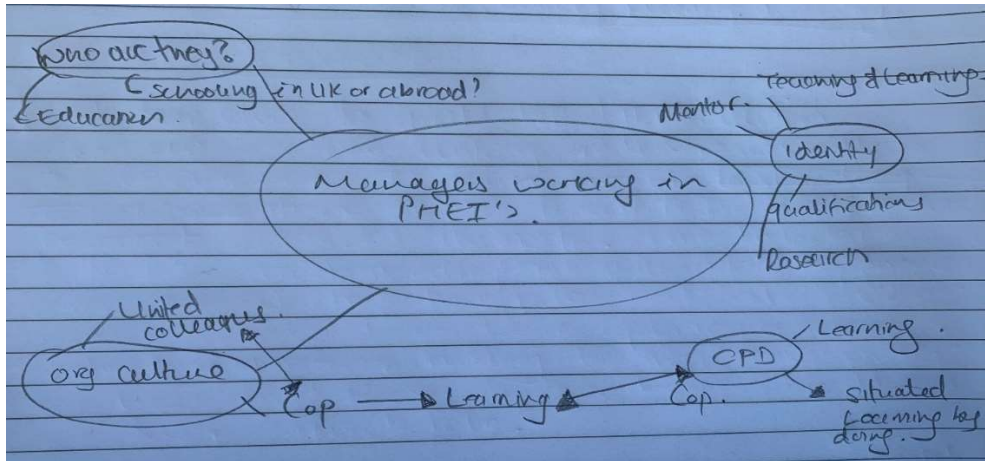 Who are they?
Schooling in UK or abroad?
Education.
Managers working in
PHEI's.
Teaching & Learning
Mentor.
Identity
qualifications
Research
United
colleagues.
org culture
Cop
Learning
Cop.
CPD
Learning.
situated
Learning by
doing.